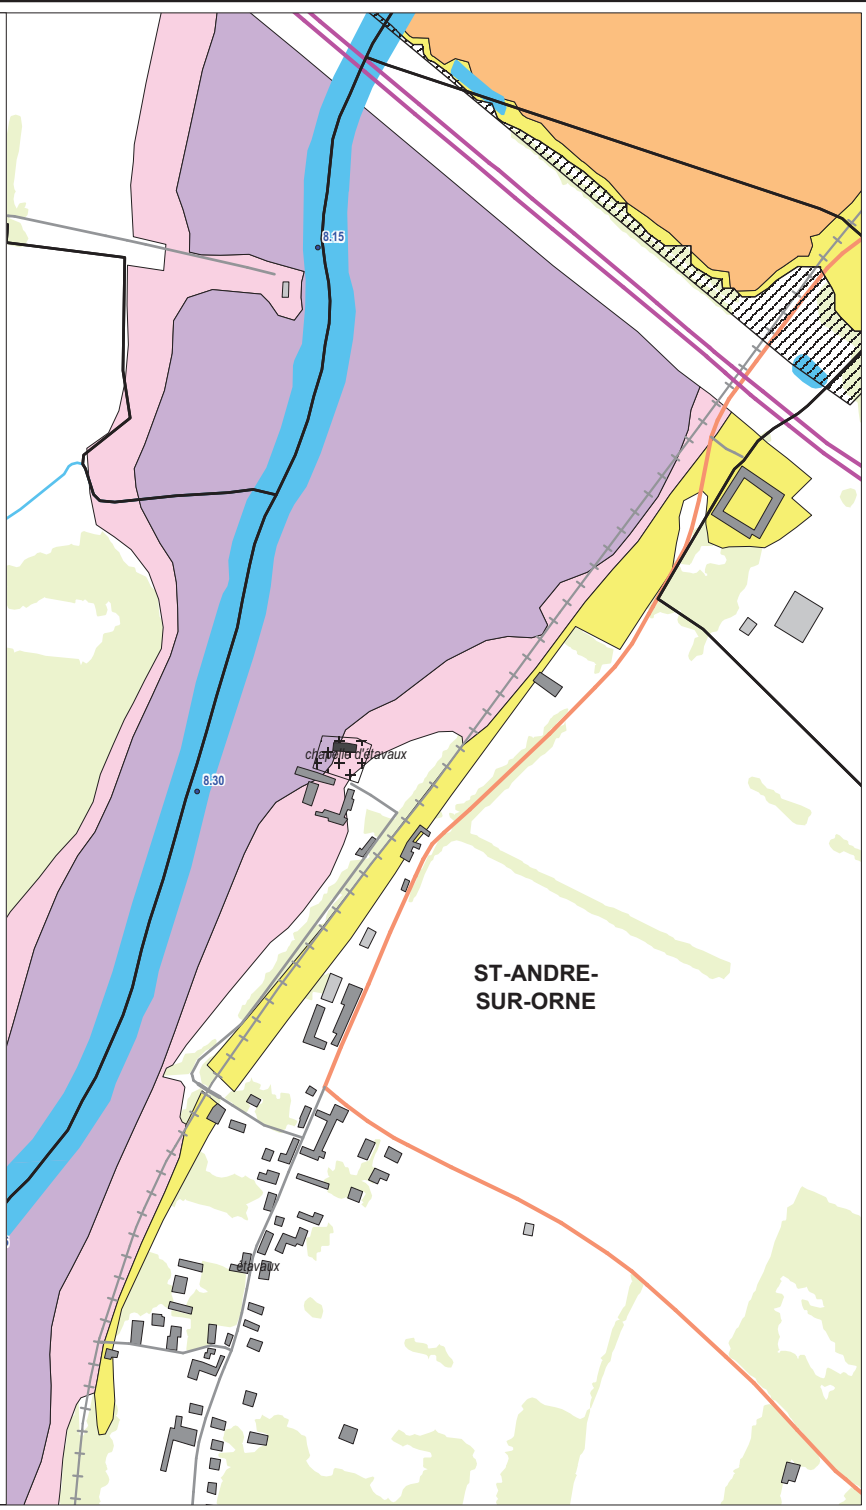 8.15
chapelle d'étavaux
8.30
ST-ANDRE-
SUR-ORNE
étavaux